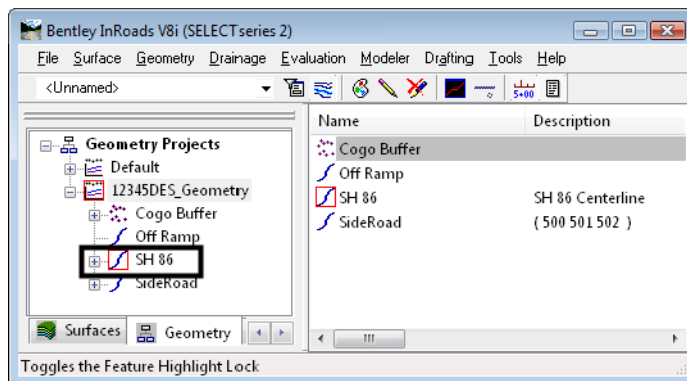 Bentley InRoads V8i (SELECTseries 2)
File Surface Geometry Drainage Evaluation Modeler Drafting Tools Help
<Unnamed>
5+00
Name Description
Geometry Projects
Default
12345DES_Geometry
Cogo Buffer
Off Ramp
SH 86
SideRoad
Cogo Buffer
Off Ramp
SH 86 SH 86 Centerline
SideRoad ( 500 501 502 )
Surfaces Geometry
Toggles the Feature Highlight Lock